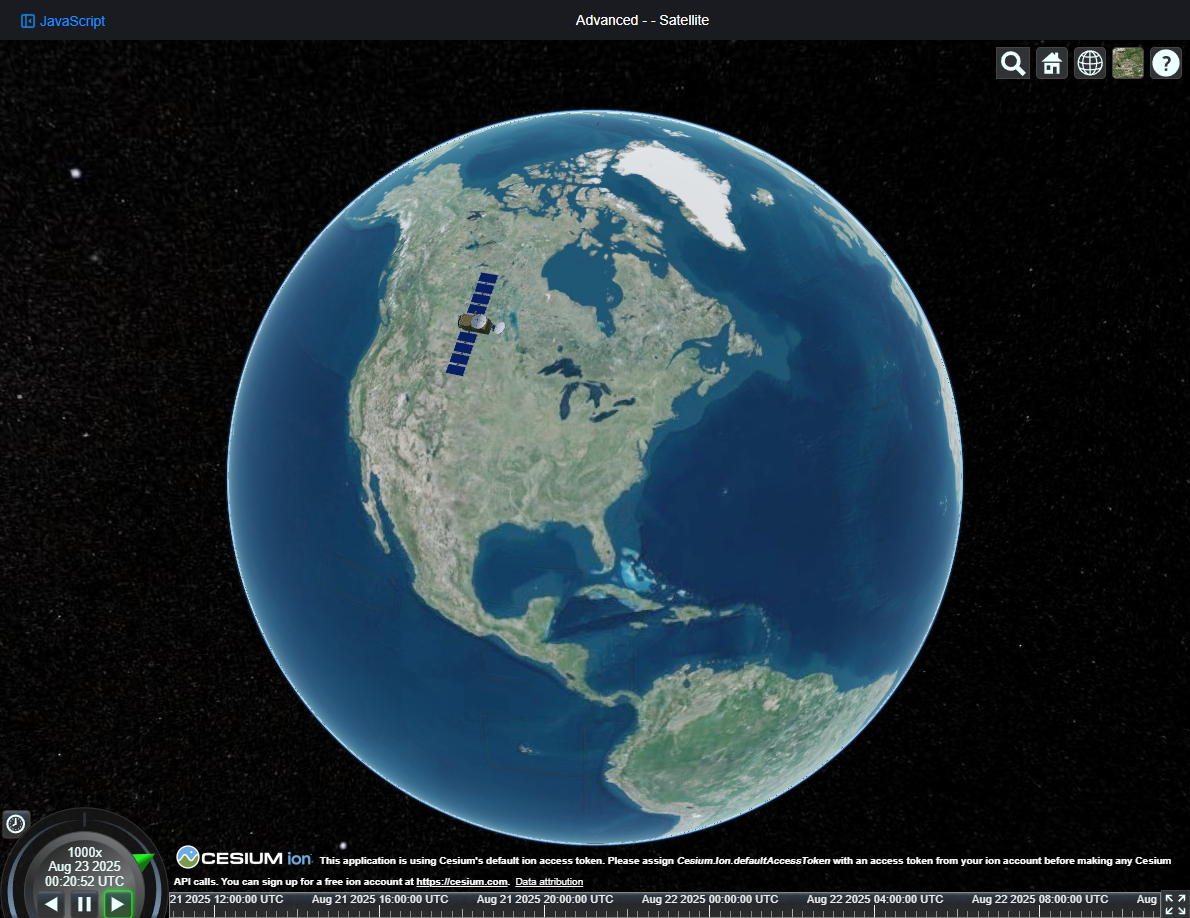 JavaScript
Advanced - - Satellite
?
1000x
Aug 23 2025
00:20:52 UTC
CESIUM ion This application is using Cesium's default ion access token. Please assign Cesium.Ion.defaultAccessToken with an access token from your ion account before making any Cesium
API calls. You can sign up for a free ion account at https://cesium.com. Data attribution
21 2025 12:00:00 UTC Aug 21 2025 16:00:00 UTC Aug 21 2025 20:00:00 UTC Aug 22 2025 00:00:00 UTC Aug 22 2025 04:00:00 UTC Aug 22 2025 08:00:00 UTC Aug